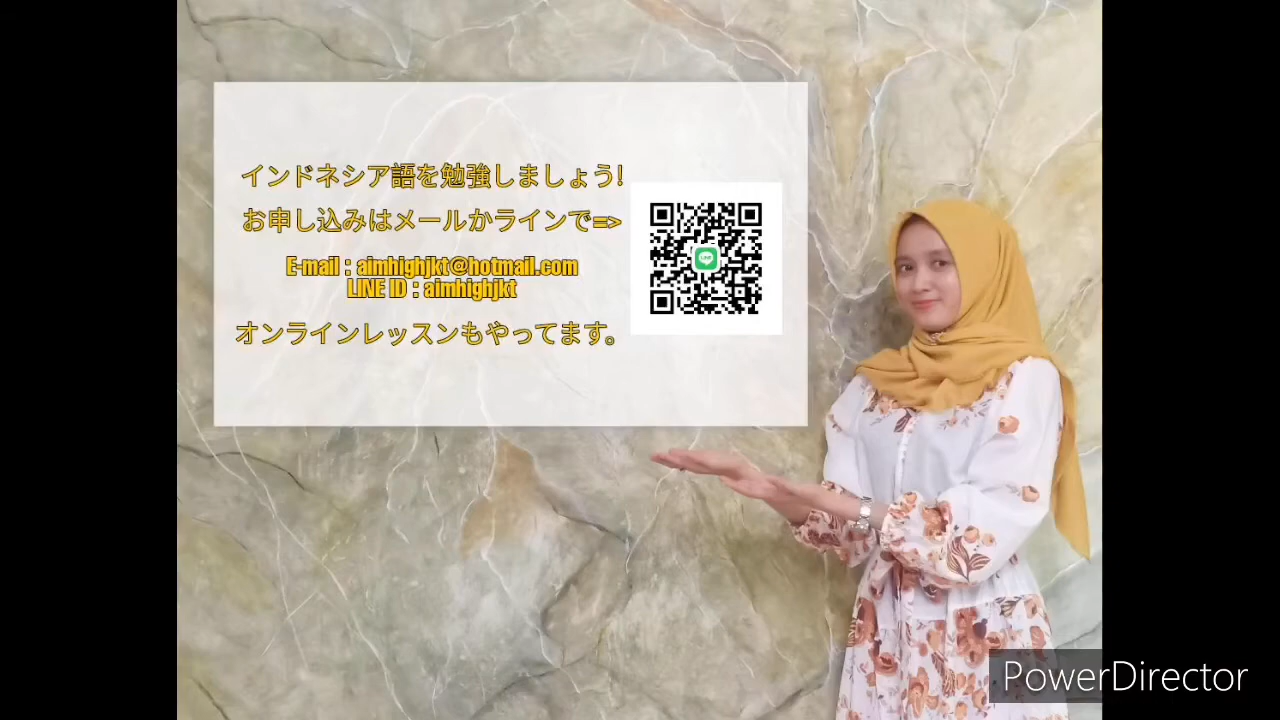 インドネシア語を勉強しましょう!
お申し込みはメールかラインで=>
E-mail : aimhighjkt@hotmail.com
LINE ID : aimhighjkt
オンラインレッスンもやってます。
LINE
PowerDirector